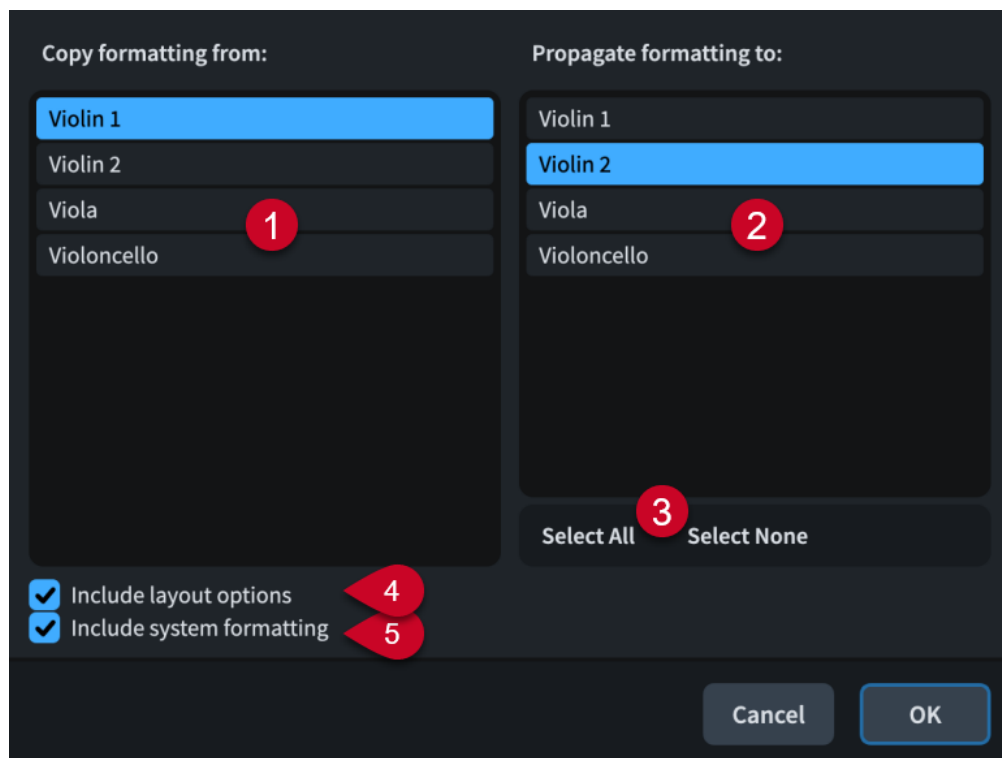 Copy formatting from:
Violin 1
Violin 2
Viola
Violoncello
1
Propagate formatting to:
Violin 1
Violin 2
Viola
Violoncello
2
3
Select All
Select None
Include layout options
4
Include system formatting
5
Cancel
OK